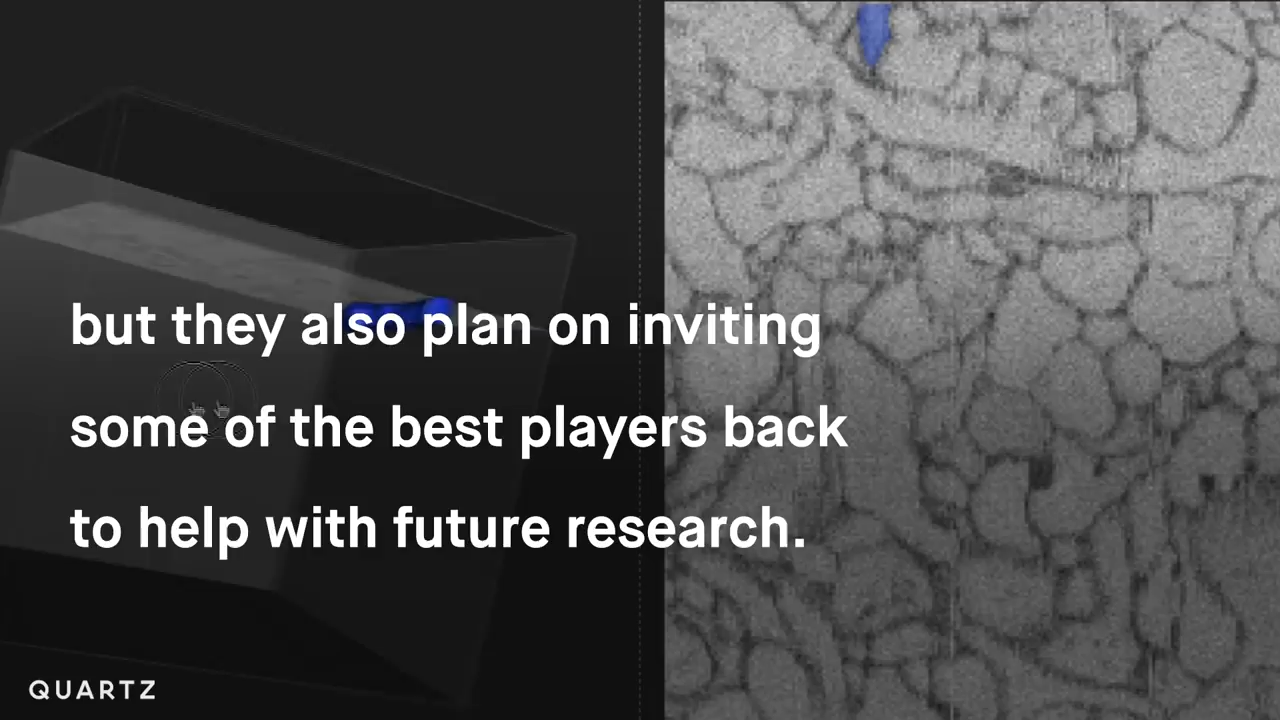 but they also plan on inviting
some of the best players back
to help with future research.
QUARTZ